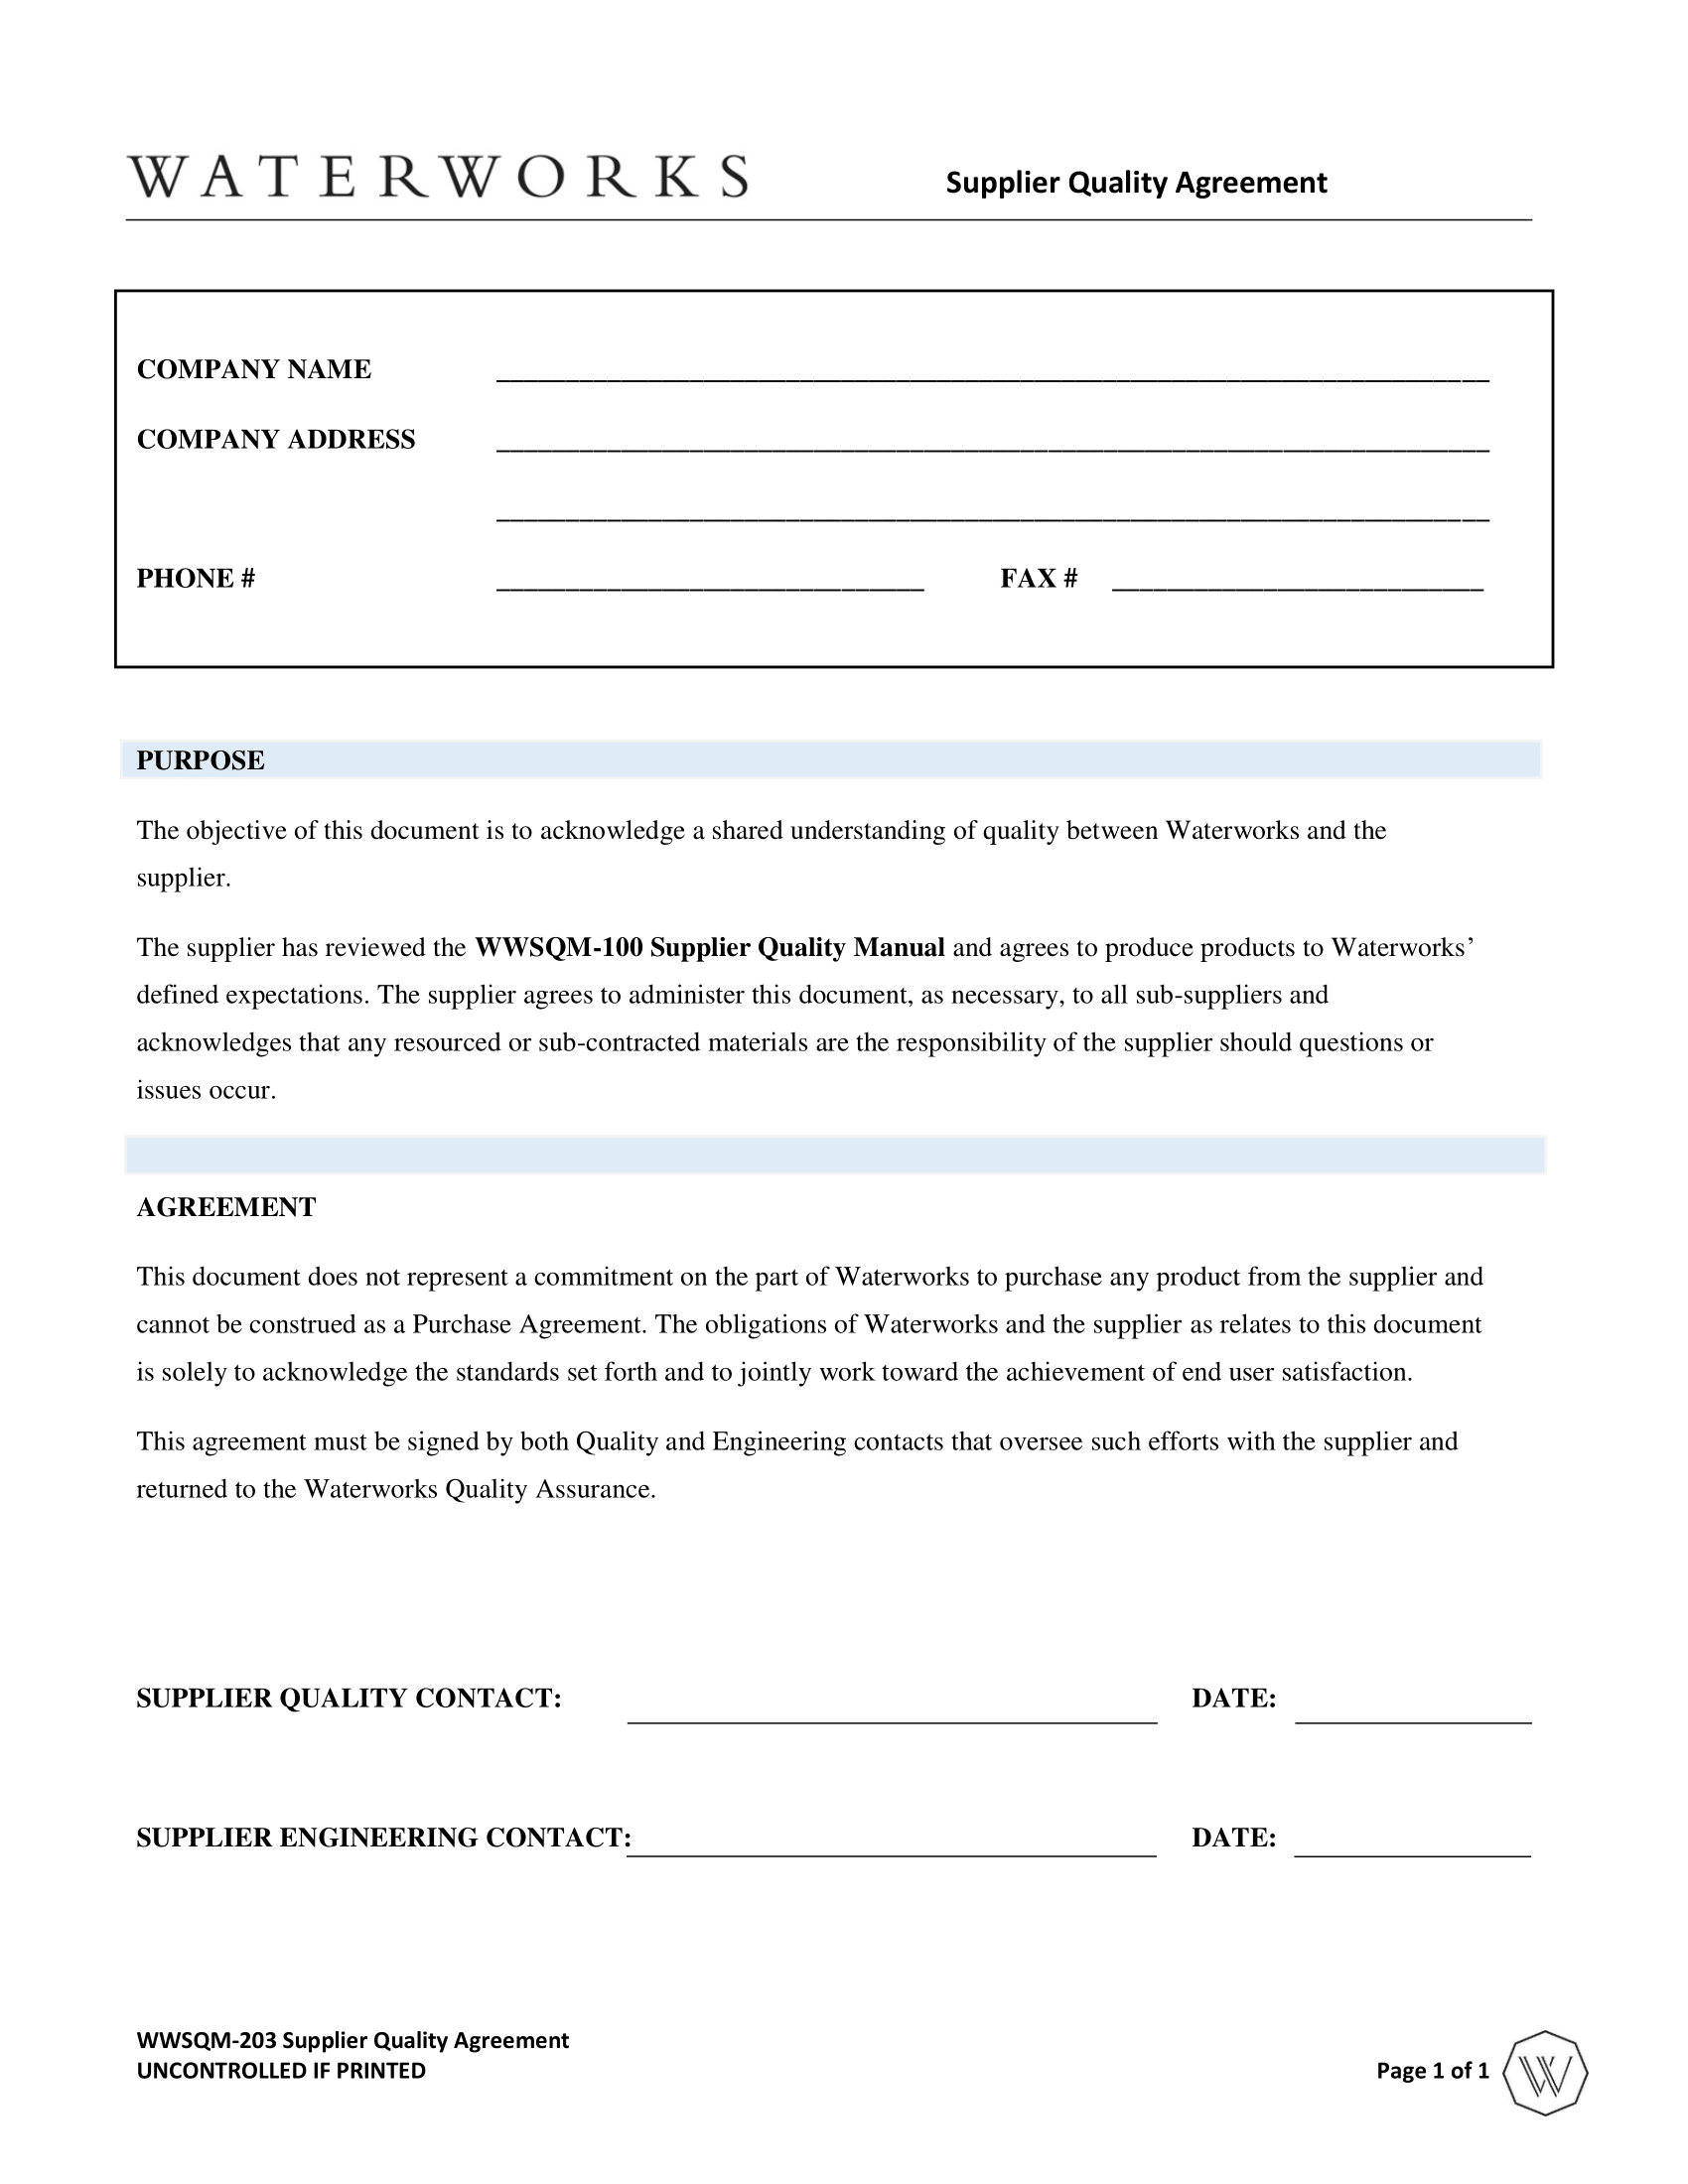 WATERWORKS Supplier Quality Agreement
COMPANY NAME ________________________________________________________________________
COMPANY ADDRESS ________________________________________________________________________
________________________________________________________________________
PHONE # _______________________________ FAX # ___________________________
PURPOSE
The objective of this document is to acknowledge a shared understanding of quality between Waterworks and the
supplier.
The supplier has reviewed the WWSQM-100 Supplier Quality Manual and agrees to produce products to Waterworks’
defined expectations. The supplier agrees to administer this document, as necessary, to all sub-suppliers and
acknowledges that any resourced or sub-contracted materials are the responsibility of the supplier should questions or
issues occur.
AGREEMENT
This document does not represent a commitment on the part of Waterworks to purchase any product from the supplier and
cannot be construed as a Purchase Agreement. The obligations of Waterworks and the supplier as relates to this document
is solely to acknowledge the standards set forth and to jointly work toward the achievement of end user satisfaction.
This agreement must be signed by both Quality and Engineering contacts that oversee such efforts with the supplier and
returned to the Waterworks Quality Assurance.
SUPPLIER QUALITY CONTACT: DATE:
SUPPLIER ENGINEERING CONTACT: DATE:
WWSQM-203 Supplier Quality Agreement
UNCONTROLLED IF PRINTED
Page 1 of 1 W